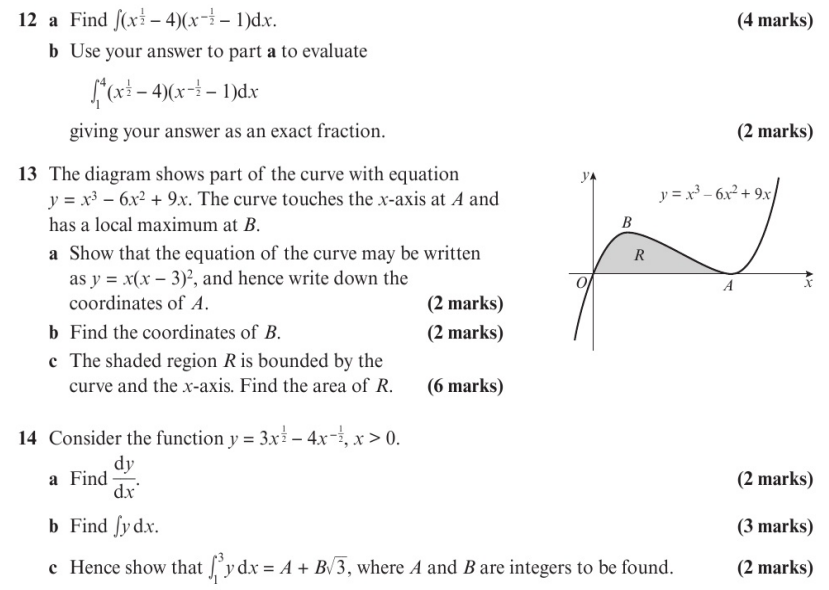 12 a Find ∫(x^½ – 4)(x^–½ – 1)dx. (4 marks)
b Use your answer to part a to evaluate
∫₁⁴(x^½ – 4)(x^–½ – 1)dx
giving your answer as an exact fraction. (2 marks)
13 The diagram shows part of the curve with equation
y = x³ – 6x² + 9x. The curve touches the x-axis at A and
has a local maximum at B.
a Show that the equation of the curve may be written
as y = x(x – 3)², and hence write down the
coordinates of A. (2 marks)
b Find the coordinates of B. (2 marks)
c The shaded region R is bounded by the
curve and the x-axis. Find the area of R. (6 marks)
y
y = x³ – 6x² + 9x
B
R
O
A
x
14 Consider the function y = 3x^½ – 4x^–½, x > 0.
a Find dy/dx. (2 marks)
b Find ∫y dx. (3 marks)
c Hence show that ∫₁³ y dx = A + B√3, where A and B are integers to be found. (2 marks)